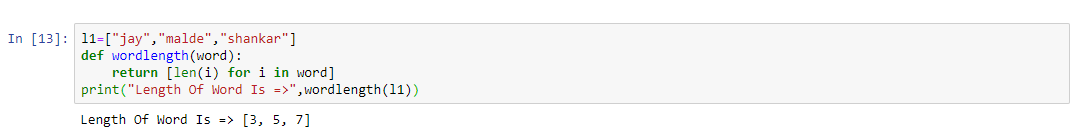 In [13]: l1=["jay","malde","shankar"]
def wordlength(word):
    return [len(i) for i in word]
print("Length Of Word Is =>",wordlength(l1))
Length Of Word Is => [3, 5, 7]